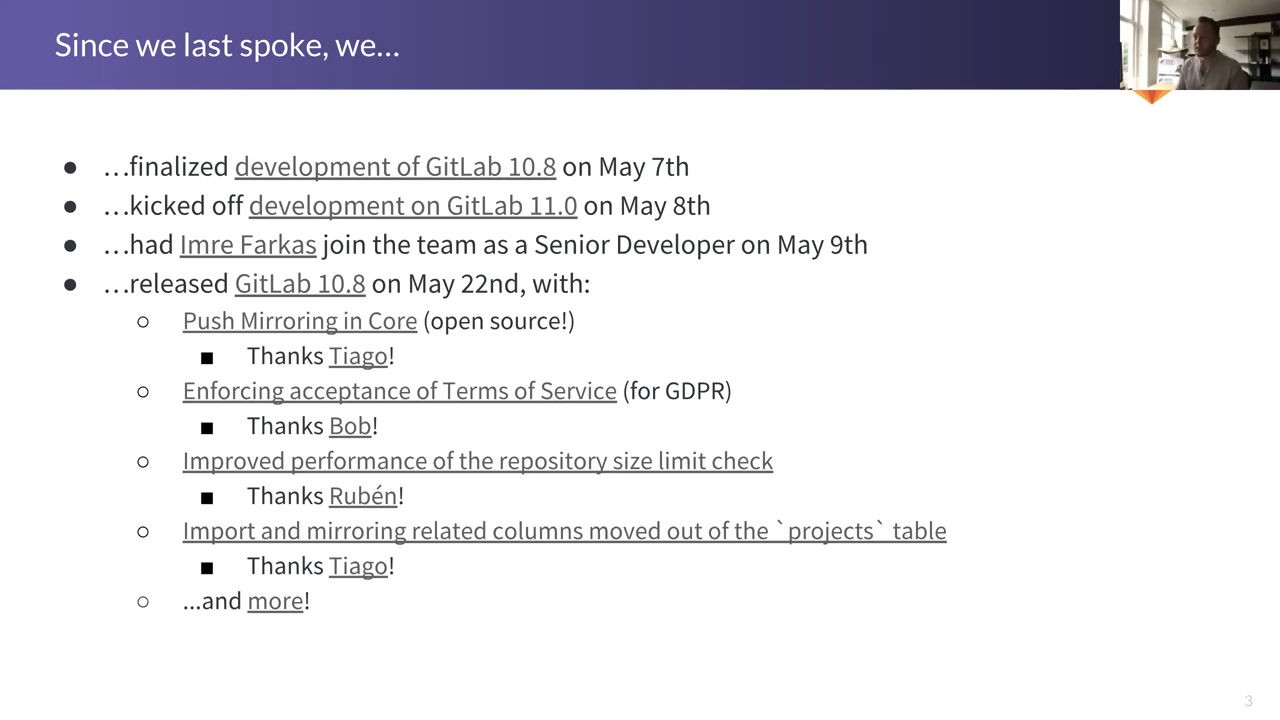 Since we last spoke, we...
● ...finalized development of GitLab 10.8 on May 7th
● ...kicked off development on GitLab 11.0 on May 8th
● ...had Imre Farkas join the team as a Senior Developer on May 9th
● ...released GitLab 10.8 on May 22nd, with:
○ Push Mirroring in Core (open source!)
■ Thanks Tiago!
○ Enforcing acceptance of Terms of Service (for GDPR)
■ Thanks Bob!
○ Improved performance of the repository size limit check
■ Thanks Rubén!
○ Import and mirroring related columns moved out of the `projects` table
■ Thanks Tiago!
○ ...and more!
3